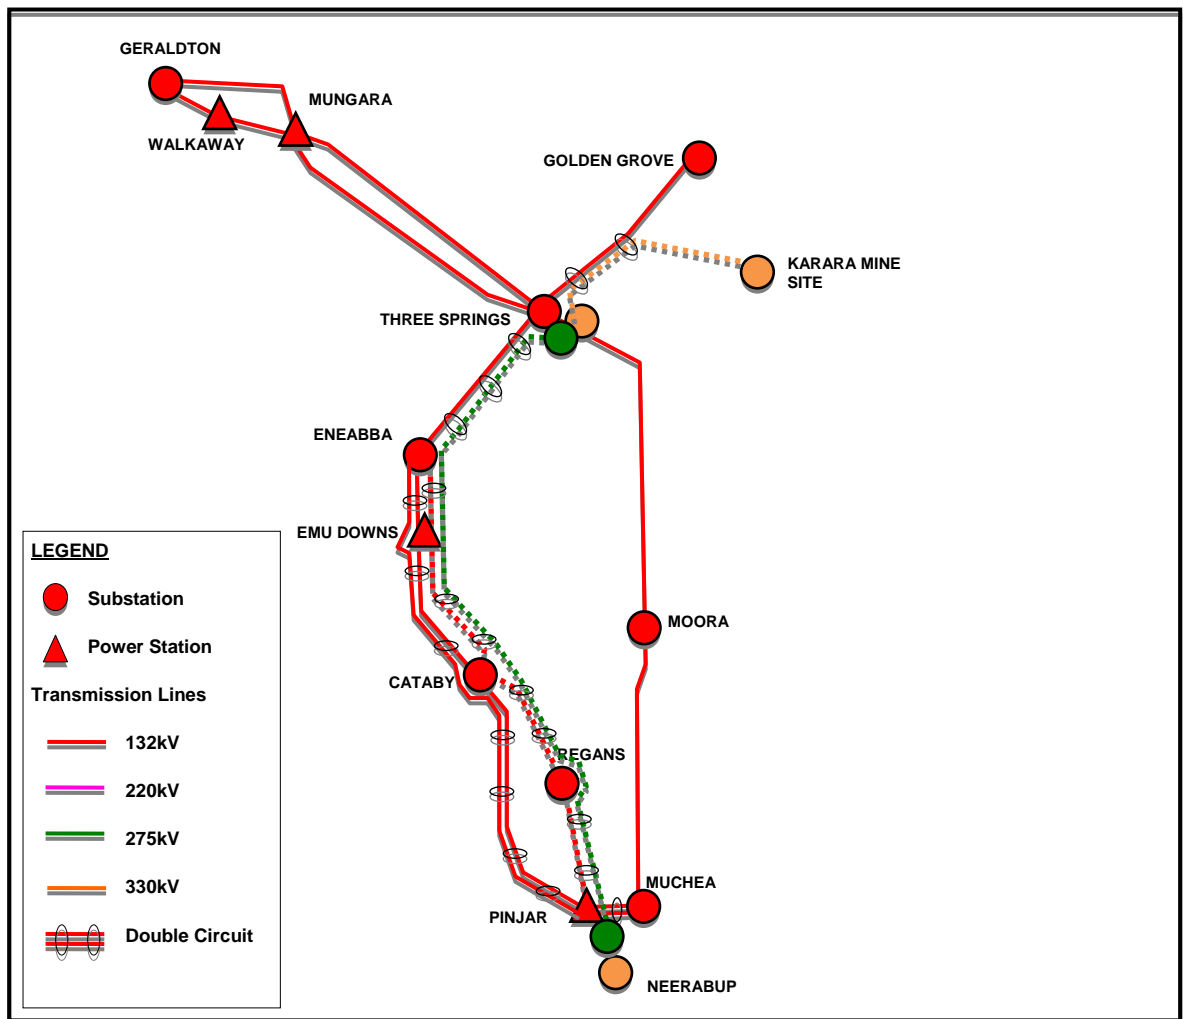 GERALDTON
MUNGARA
WALKAWAY
GOLDEN GROVE
KARARA MINE
SITE
THREE SPRINGS
ENEABBA
EMU DOWNS
MOORA
CATABY
REGANS
MUCHEA
PINJAR
NEERABUP
LEGEND
Substation
Power Station
Transmission Lines
132kV
220kV
275kV
330kV
Double Circuit